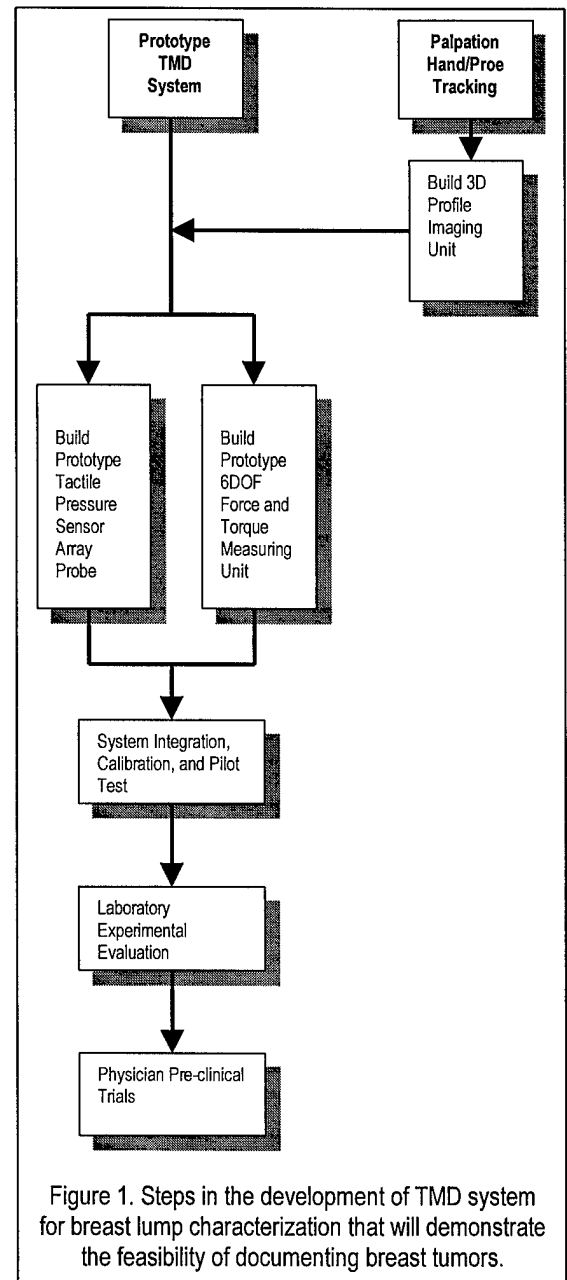 Prototype
TMD
System
Palpation
Hand/Proe
Tracking
Build 3D
Profile
Imaging
Unit
Build
Prototype
Tactile
Pressure
Sensor
Array
Probe
Build
Prototype
6DOF
Force and
Torque
Measuring
Unit
System Integration,
Calibration, and Pilot
Test
Laboratory
Experimental
Evaluation
Physician Pre-clinical
Trials
Figure 1. Steps in the development of TMD system
for breast lump characterization that will demonstrate
the feasibility of documenting breast tumors.